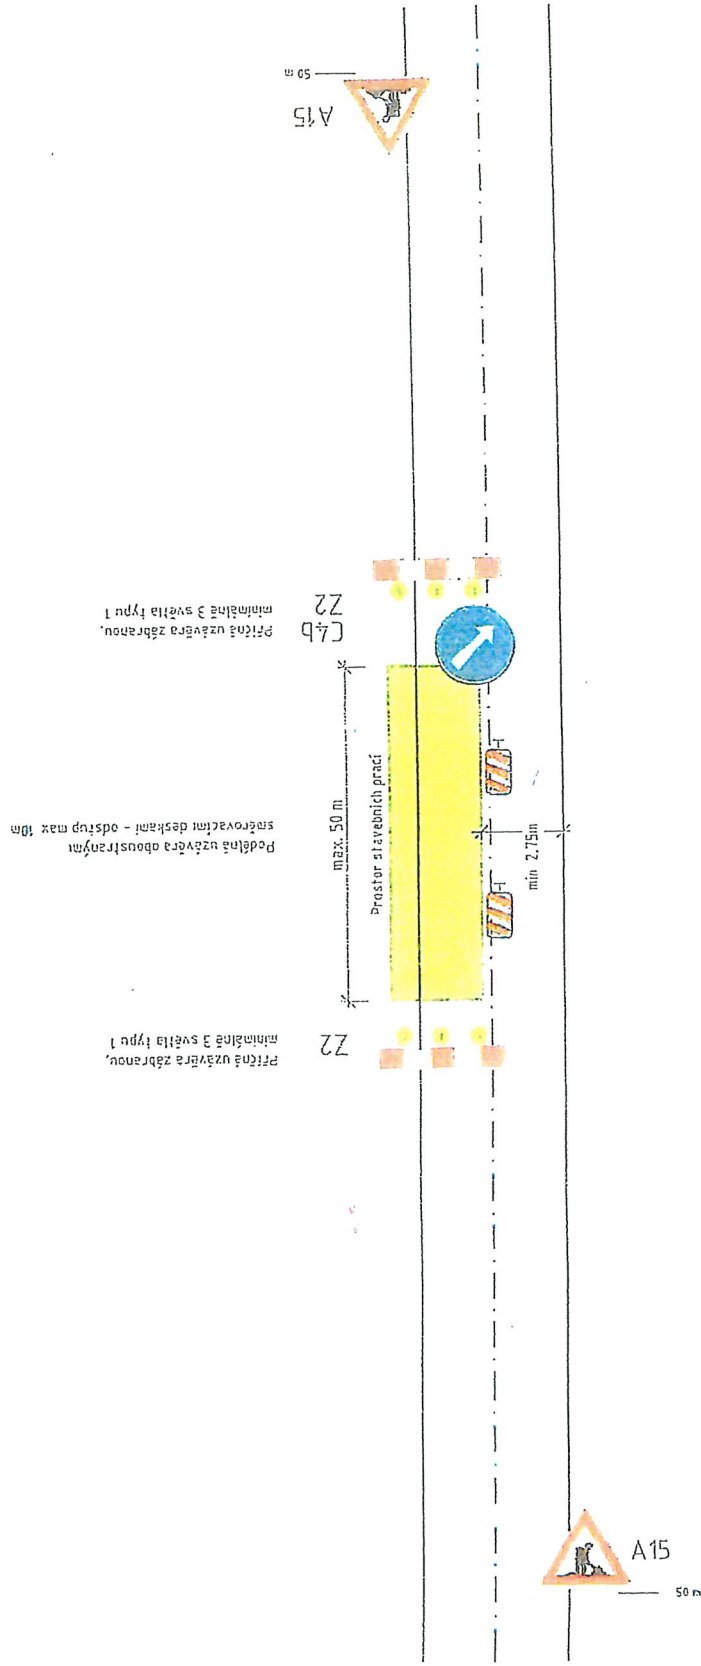 50 m
A15
Příčná uzávěra zábranou,
minimálně 3 světla typu 1
C4b
Z2
max. 50 m
Prostor stavebních prací
Podélná uzávěra oboustranými
směrovacími deskami - odstup max 10m
min 2.75m
Příčná uzávěra zábranou,
minimálně 3 světla typu 1
Z2
A15
50 m